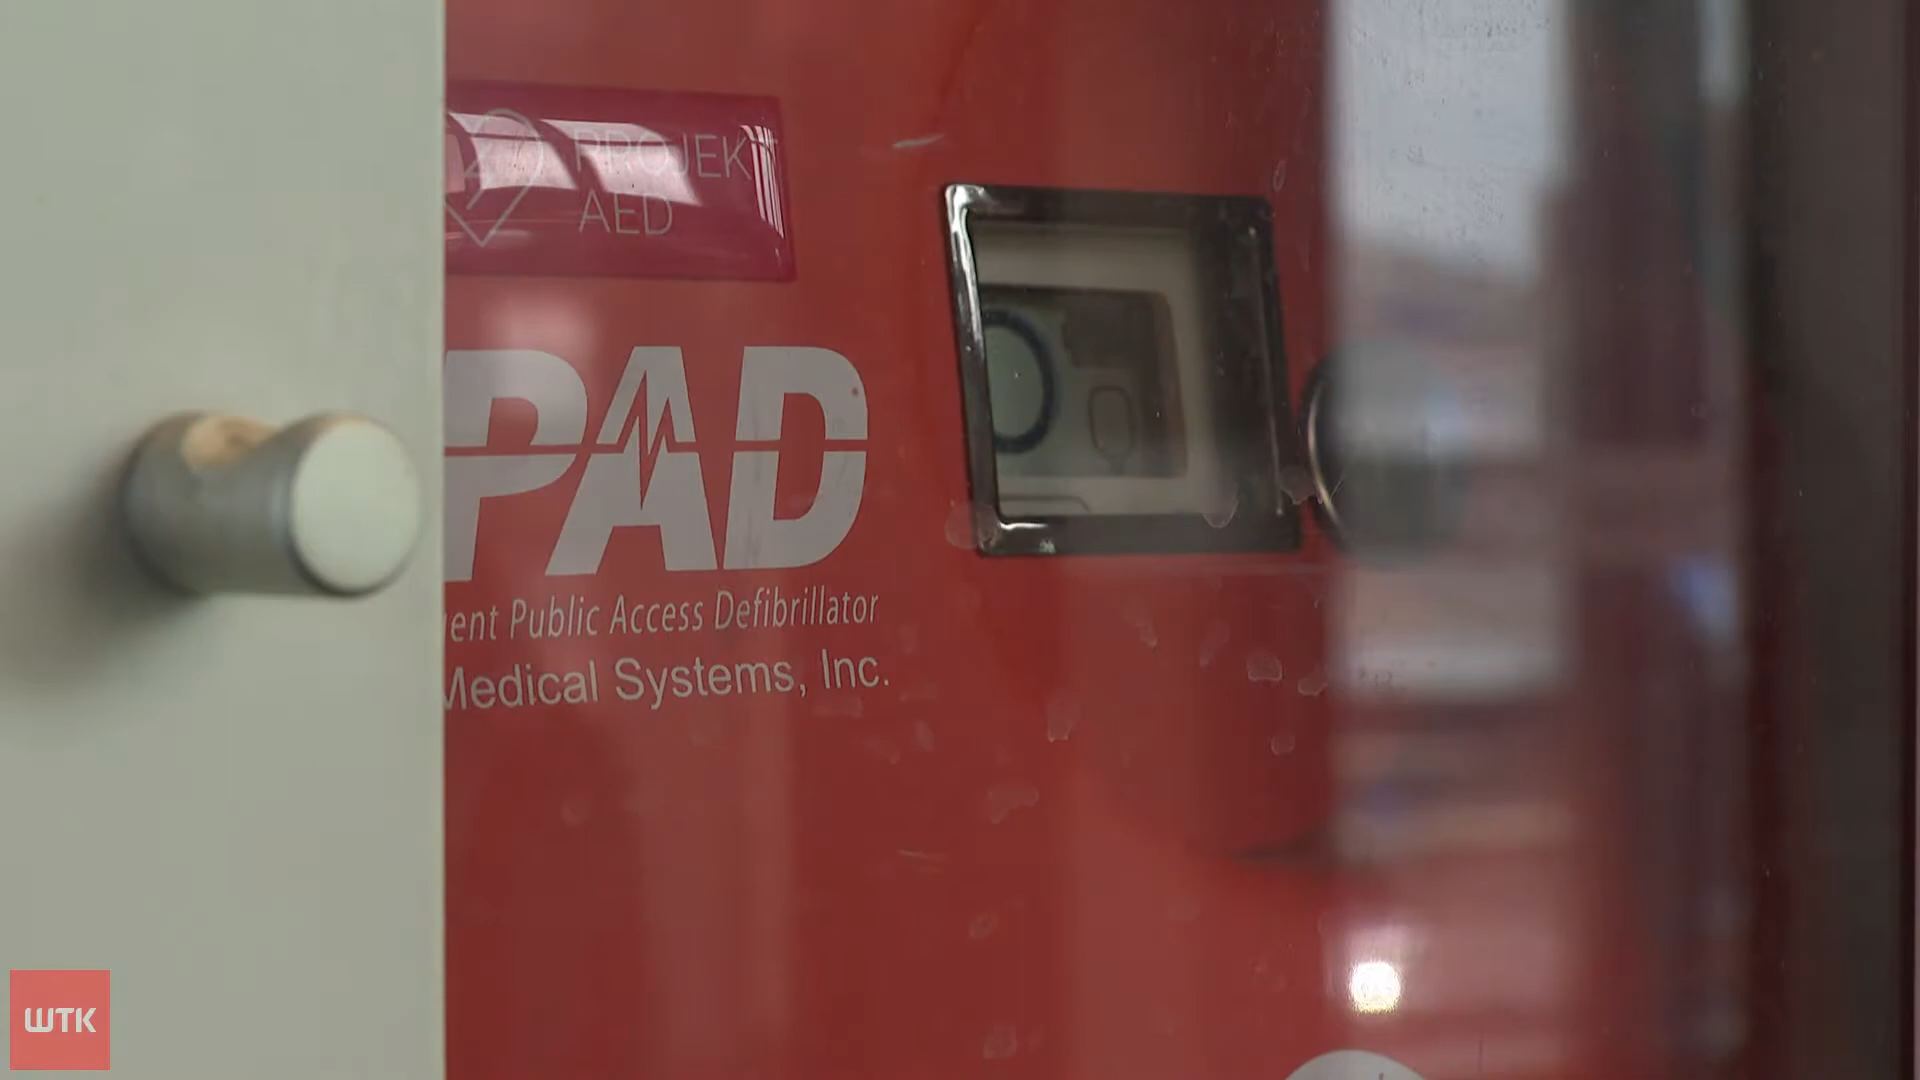 PROJEKT
AED
PAD
ent Public Access Defibrillator
Medical Systems, Inc.
WTK